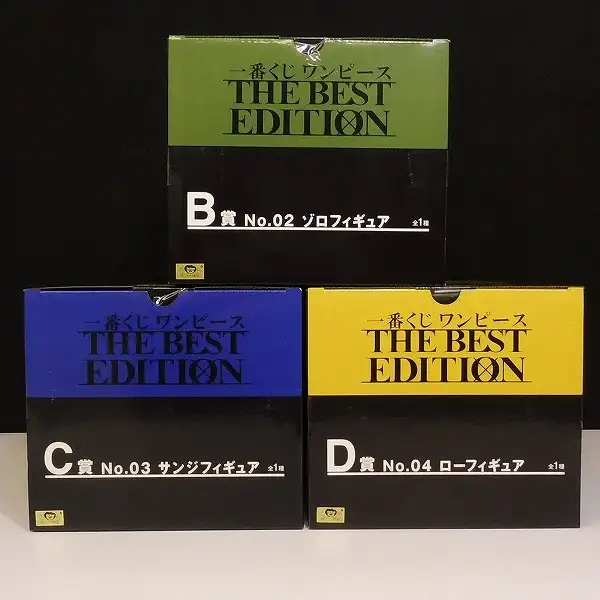 一番くじ ワンピース
THE BEST
EDITION
B賞 No.02 ゾロフィギュア 全1種
一番くじ ワンピース
THE BEST
EDITION
C賞 No.03 サンジフィギュア 全1種
一番くじ ワンピース
THE BEST
EDITION
D賞 No.04 ローフィギュア 全1種